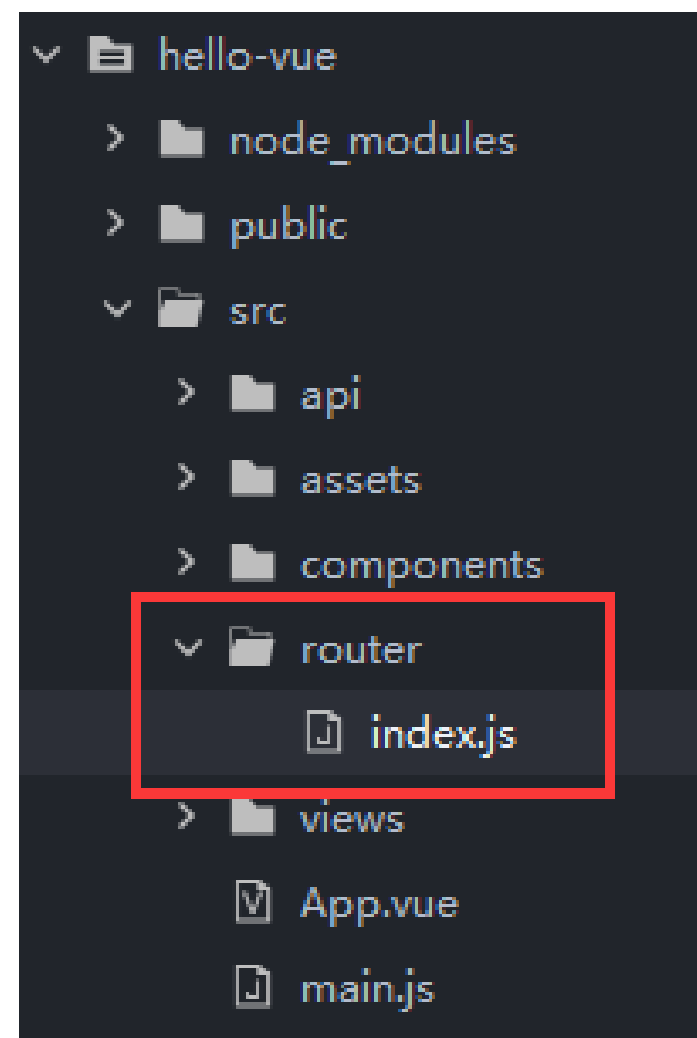 hello-vue
node_modules
public
src
api
assets
components
router
index.js
views
App.vue
main.js